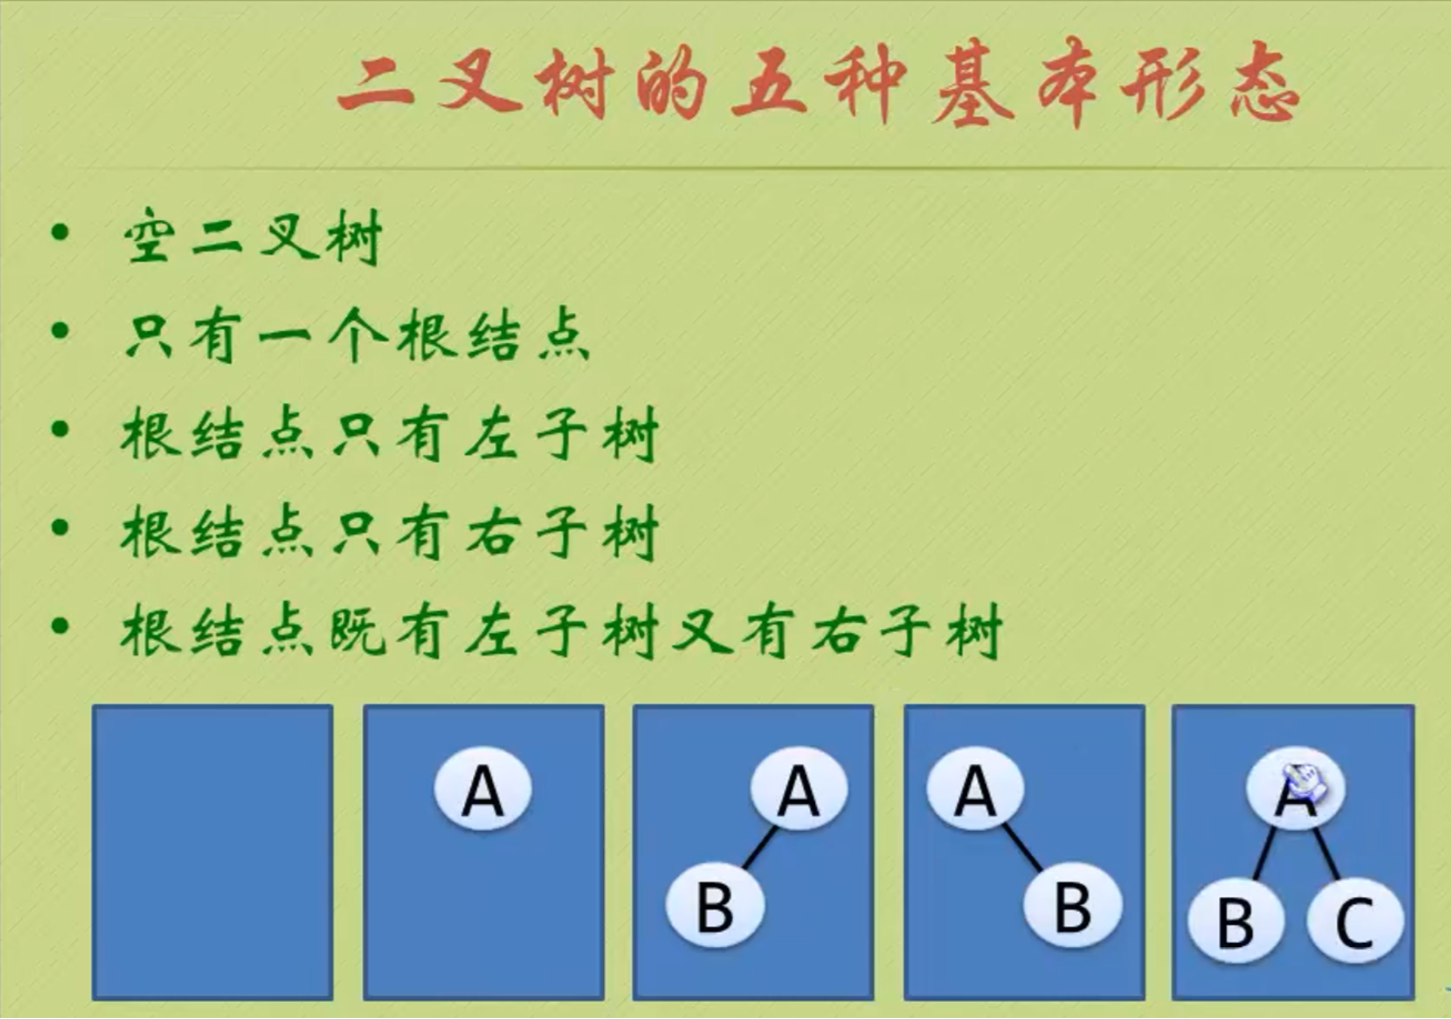 二叉树的五种基本形态
• 空二叉树
• 只有一个根结点
• 根结点只有左子树
• 根结点只有右子树
• 根结点既有左子树又有右子树
A
A
B
A
B
A
B C